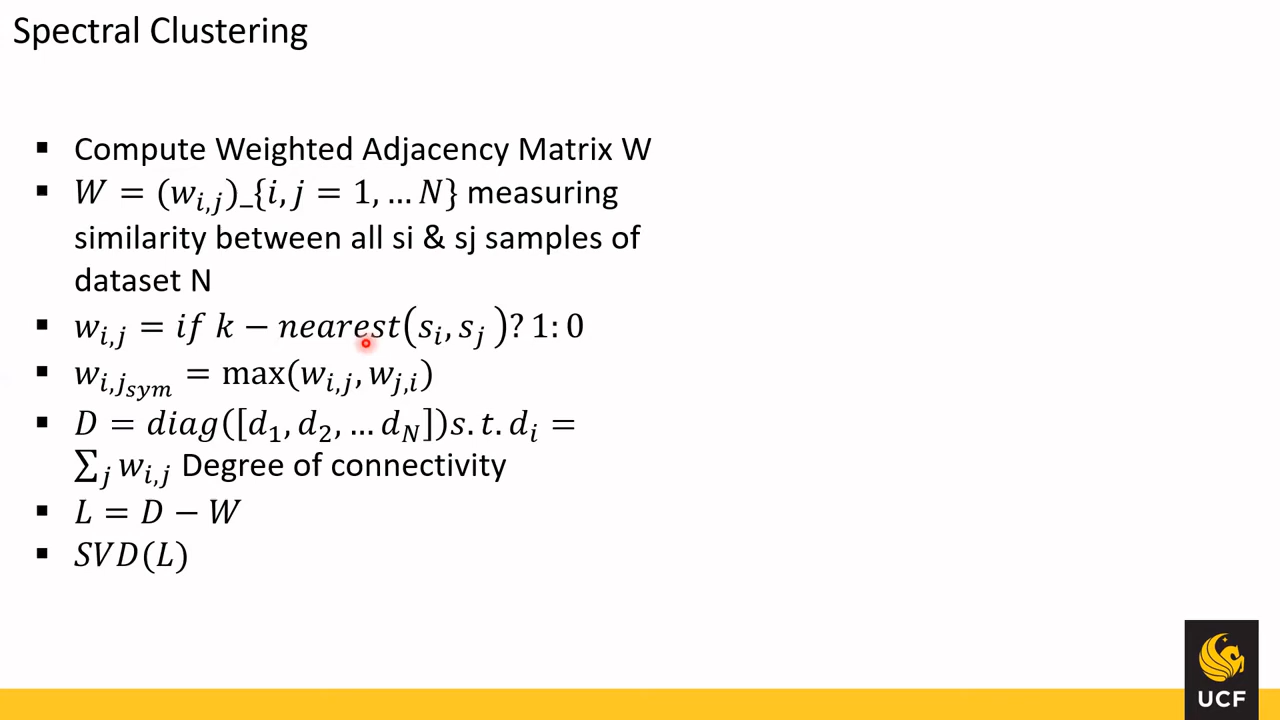 Spectral Clustering
▪ Compute Weighted Adjacency Matrix W
▪ W = (w_{i,j})_{i, j = 1, … N} measuring
similarity between all si & sj samples of
dataset N
▪ w_{i,j} = if k − nearest(s_i, s_j )? 1: 0
▪ w_{i,j_{sym}} = max(w_{i,j}, w_{j,i})
▪ D = diag([d_1, d_2, … d_N])s. t. d_i =
∑_j w_{i,j} Degree of connectivity
▪ L = D − W
▪ SVD(L)
UCF